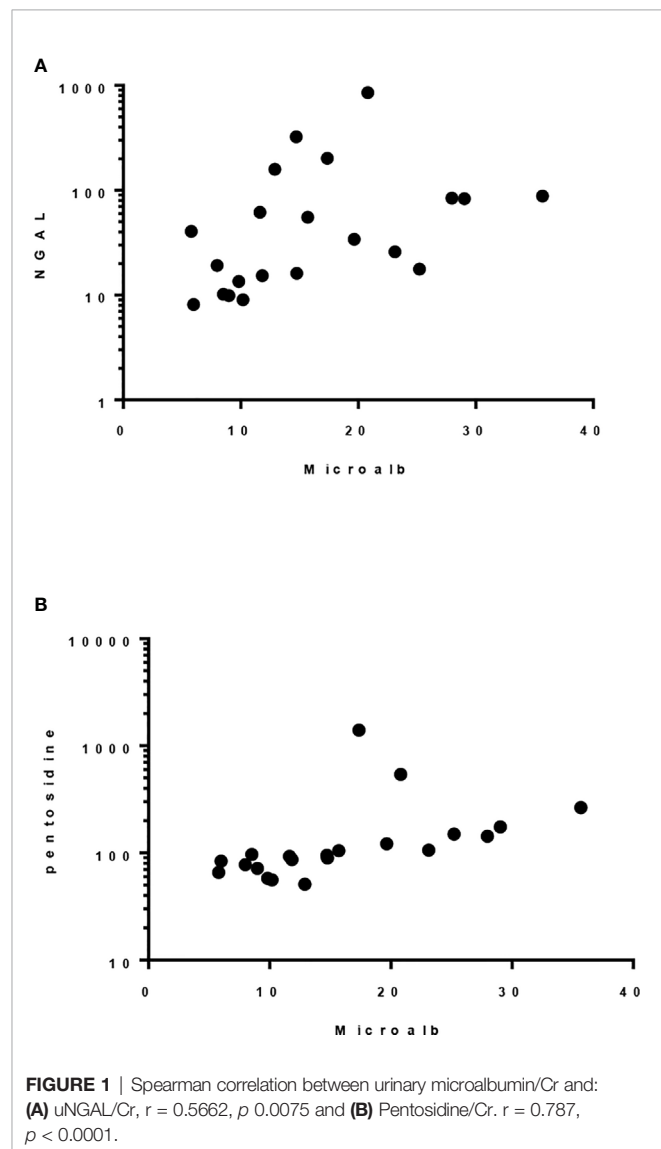 A
1000
100
10
1
NGAL
0 10 20 30 40
Microalb
B
10000
1000
100
10
pentosidine
0 10 20 30 40
Microalb
FIGURE 1 | Spearman correlation between urinary microalbumin/Cr and:
(A) uNGAL/Cr, r = 0.5662, p 0.0075 and (B) Pentosidine/Cr. r = 0.787,
p < 0.0001.